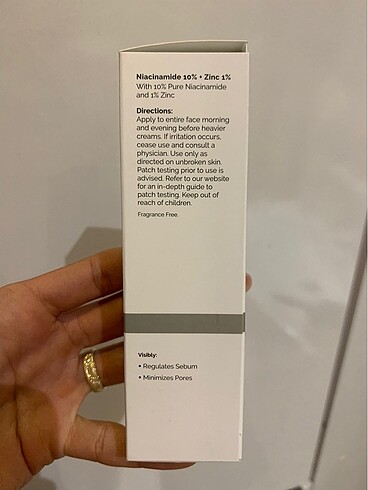 Niacinamide 10% + Zinc 1%
With 10% Pure Niacinamide
and 1% Zinc
Directions:
Apply to entire face morning
and evening before heavier
creams. If irritation occurs,
cease use and consult a
physician. Use only as
directed on unbroken skin.
Patch testing prior to use is
advised. Refer to our website
for an in-depth guide to
patch testing. Keep out of
reach of children.
Fragrance Free.
Visibly:
• Regulates Sebum
• Minimizes Pores